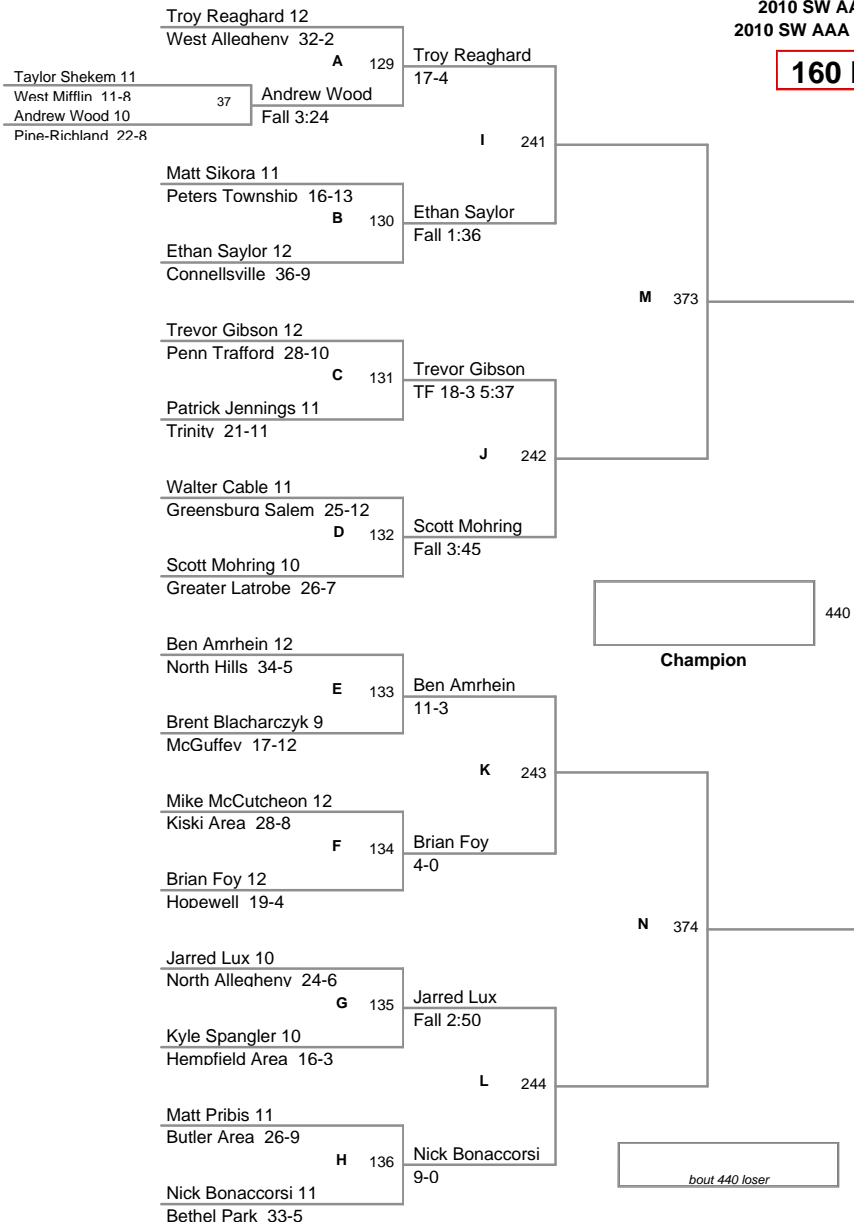 2010 SW AA
2010 SW AAA
160
Troy Reaghard 12
West Allegheny 32-2
A 129
Troy Reaghard
17-4
Taylor Shekem 11
West Mifflin 11-8
37
Andrew Wood 10
Pine-Richland 22-8
Andrew Wood
Fall 3:24
I 241
Matt Sikora 11
Peters Township 16-13
B 130
Ethan Saylor
Fall 1:36
Ethan Saylor 12
Connellsville 36-9
M 373
Trevor Gibson 12
Penn Trafford 28-10
C 131
Trevor Gibson
TF 18-3 5:37
Patrick Jennings 11
Trinity 21-11
J 242
Walter Cable 11
Greensburg Salem 25-12
D 132
Scott Mohring
Fall 3:45
Scott Mohring 10
Greater Latrobe 26-7
440
Champion
Ben Amrhein 12
North Hills 34-5
E 133
Ben Amrhein
11-3
Brent Blacharczyk 9
McGuffey 17-12
K 243
Mike McCutcheon 12
Kiski Area 28-8
F 134
Brian Foy
4-0
Brian Foy 12
Hopewell 19-4
N 374
Jarred Lux 10
North Allegheny 24-6
G 135
Jarred Lux
Fall 2:50
Kyle Spangler 10
Hempfield Area 16-3
L 244
Matt Pribis 11
Butler Area 26-9
H 136
Nick Bonaccorsi
9-0
Nick Bonaccorsi 11
Bethel Park 33-5
bout 440 loser